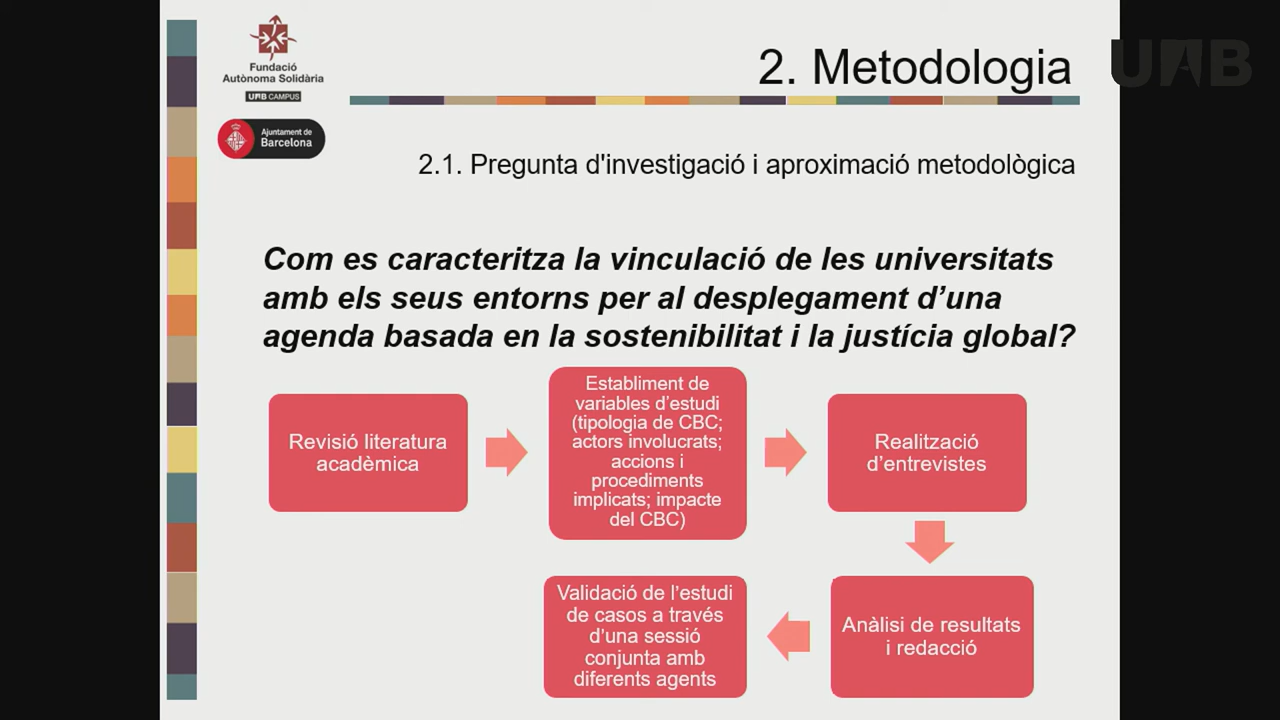 Fundació
Autònoma Solidària
UAB CAMPUS
Ajuntament de
Barcelona
2. Metodologia
UAB
2.1. Pregunta d'investigació i aproximació metodològica
Com es caracteritza la vinculació de les universitats
amb els seus entorns per al desplegament d’una
agenda basada en la sostenibilitat i la justícia global?
Revisió literatura
acadèmica
Establiment de
variables d’estudi
(tipologia de CBC;
actors involucrats;
accions i
procediments
implicats; impacte
del CBC)
Realització
d’entrevistes
Anàlisi de resultats
i redacció
Validació de l’estudi
de casos a través
d’una sessió
conjunta amb
diferents agents